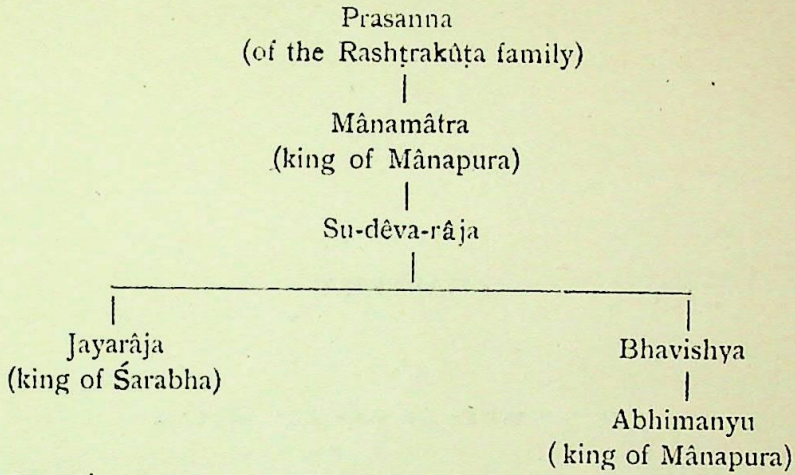 Prasanna
(of the Rashṭrakûṭa family)
Mânamâtra
(king of Mânapura)
Su-dêva-râja
Jayarâja
(king of Śarabha)
Bhavishya
Abhimanyu
(king of Mânapura)